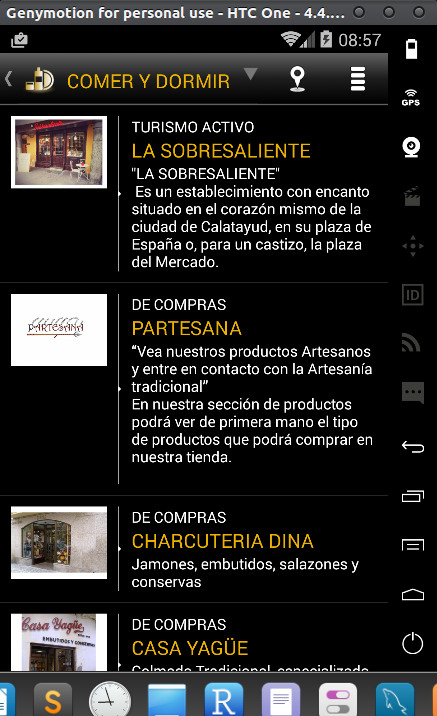 Genymotion for personal use - HTC One - 4.4....
08:57
COMER Y DORMIR
GPS
TURISMO ACTIVO
LA SOBRESALIENTE
"LA SOBRESALIENTE"
Es un establecimiento con encanto
situado en el corazón mismo de la
ciudad de Calatayud, en su plaza de
España o, para un castizo, la plaza
del Mercado.
ID
PARTESANA
DE COMPRAS
PARTESANA
“Vea nuestros productos Artesanos
y entre en contacto con la Artesanía
tradicional”
En nuestra sección de productos
podrá ver de primera mano el tipo
de productos que podrá comprar en
nuestra tienda.
DE COMPRAS
CHARCUTERIA DINA
Jamones, embutidos, salazones y
conservas
Casa Yagüe,
EMBUTIDOS Y CONSERVAS
DE COMPRAS
CASA YAGÜE
Colmado Tradicional, especializado
S
R